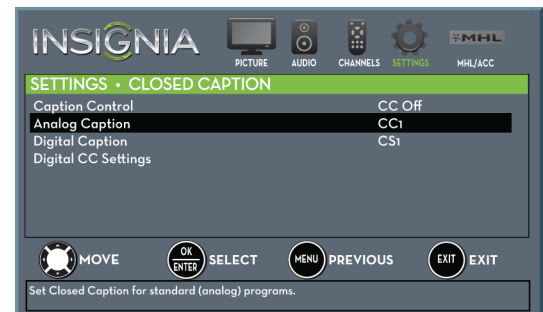 INSIGNIA
PICTURE AUDIO CHANNELS SETTINGS MHL/ACC
MHL
SETTINGS • CLOSED CAPTION
Caption Control CC Off
Analog Caption CC1
Digital Caption CS1
Digital CC Settings
MOVE OK ENTER SELECT MENU PREVIOUS EXIT EXIT
Set Closed Caption for standard (analog) programs.